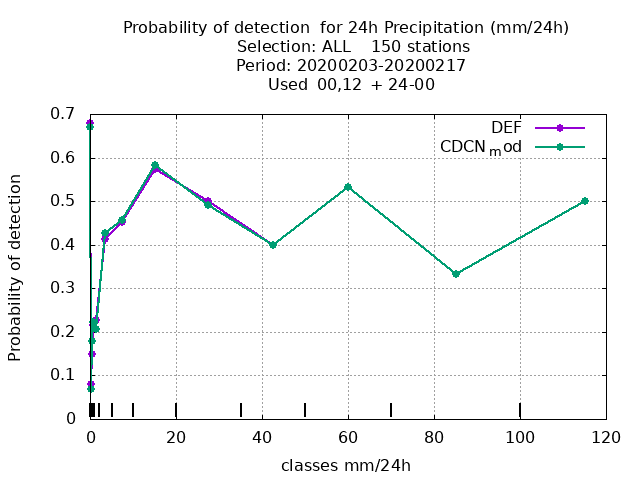 Probability of detection  for 24h Precipitation (mm/24h)
Selection: ALL    150 stations
Period: 20200203-20200217
Used  00,12  + 24-00
DEF
CDCNmod
0.7
0.6
0.5
0.4
0.3
0.2
0.1
0
Probability of detection
0 20 40 60 80 100 120
classes mm/24h